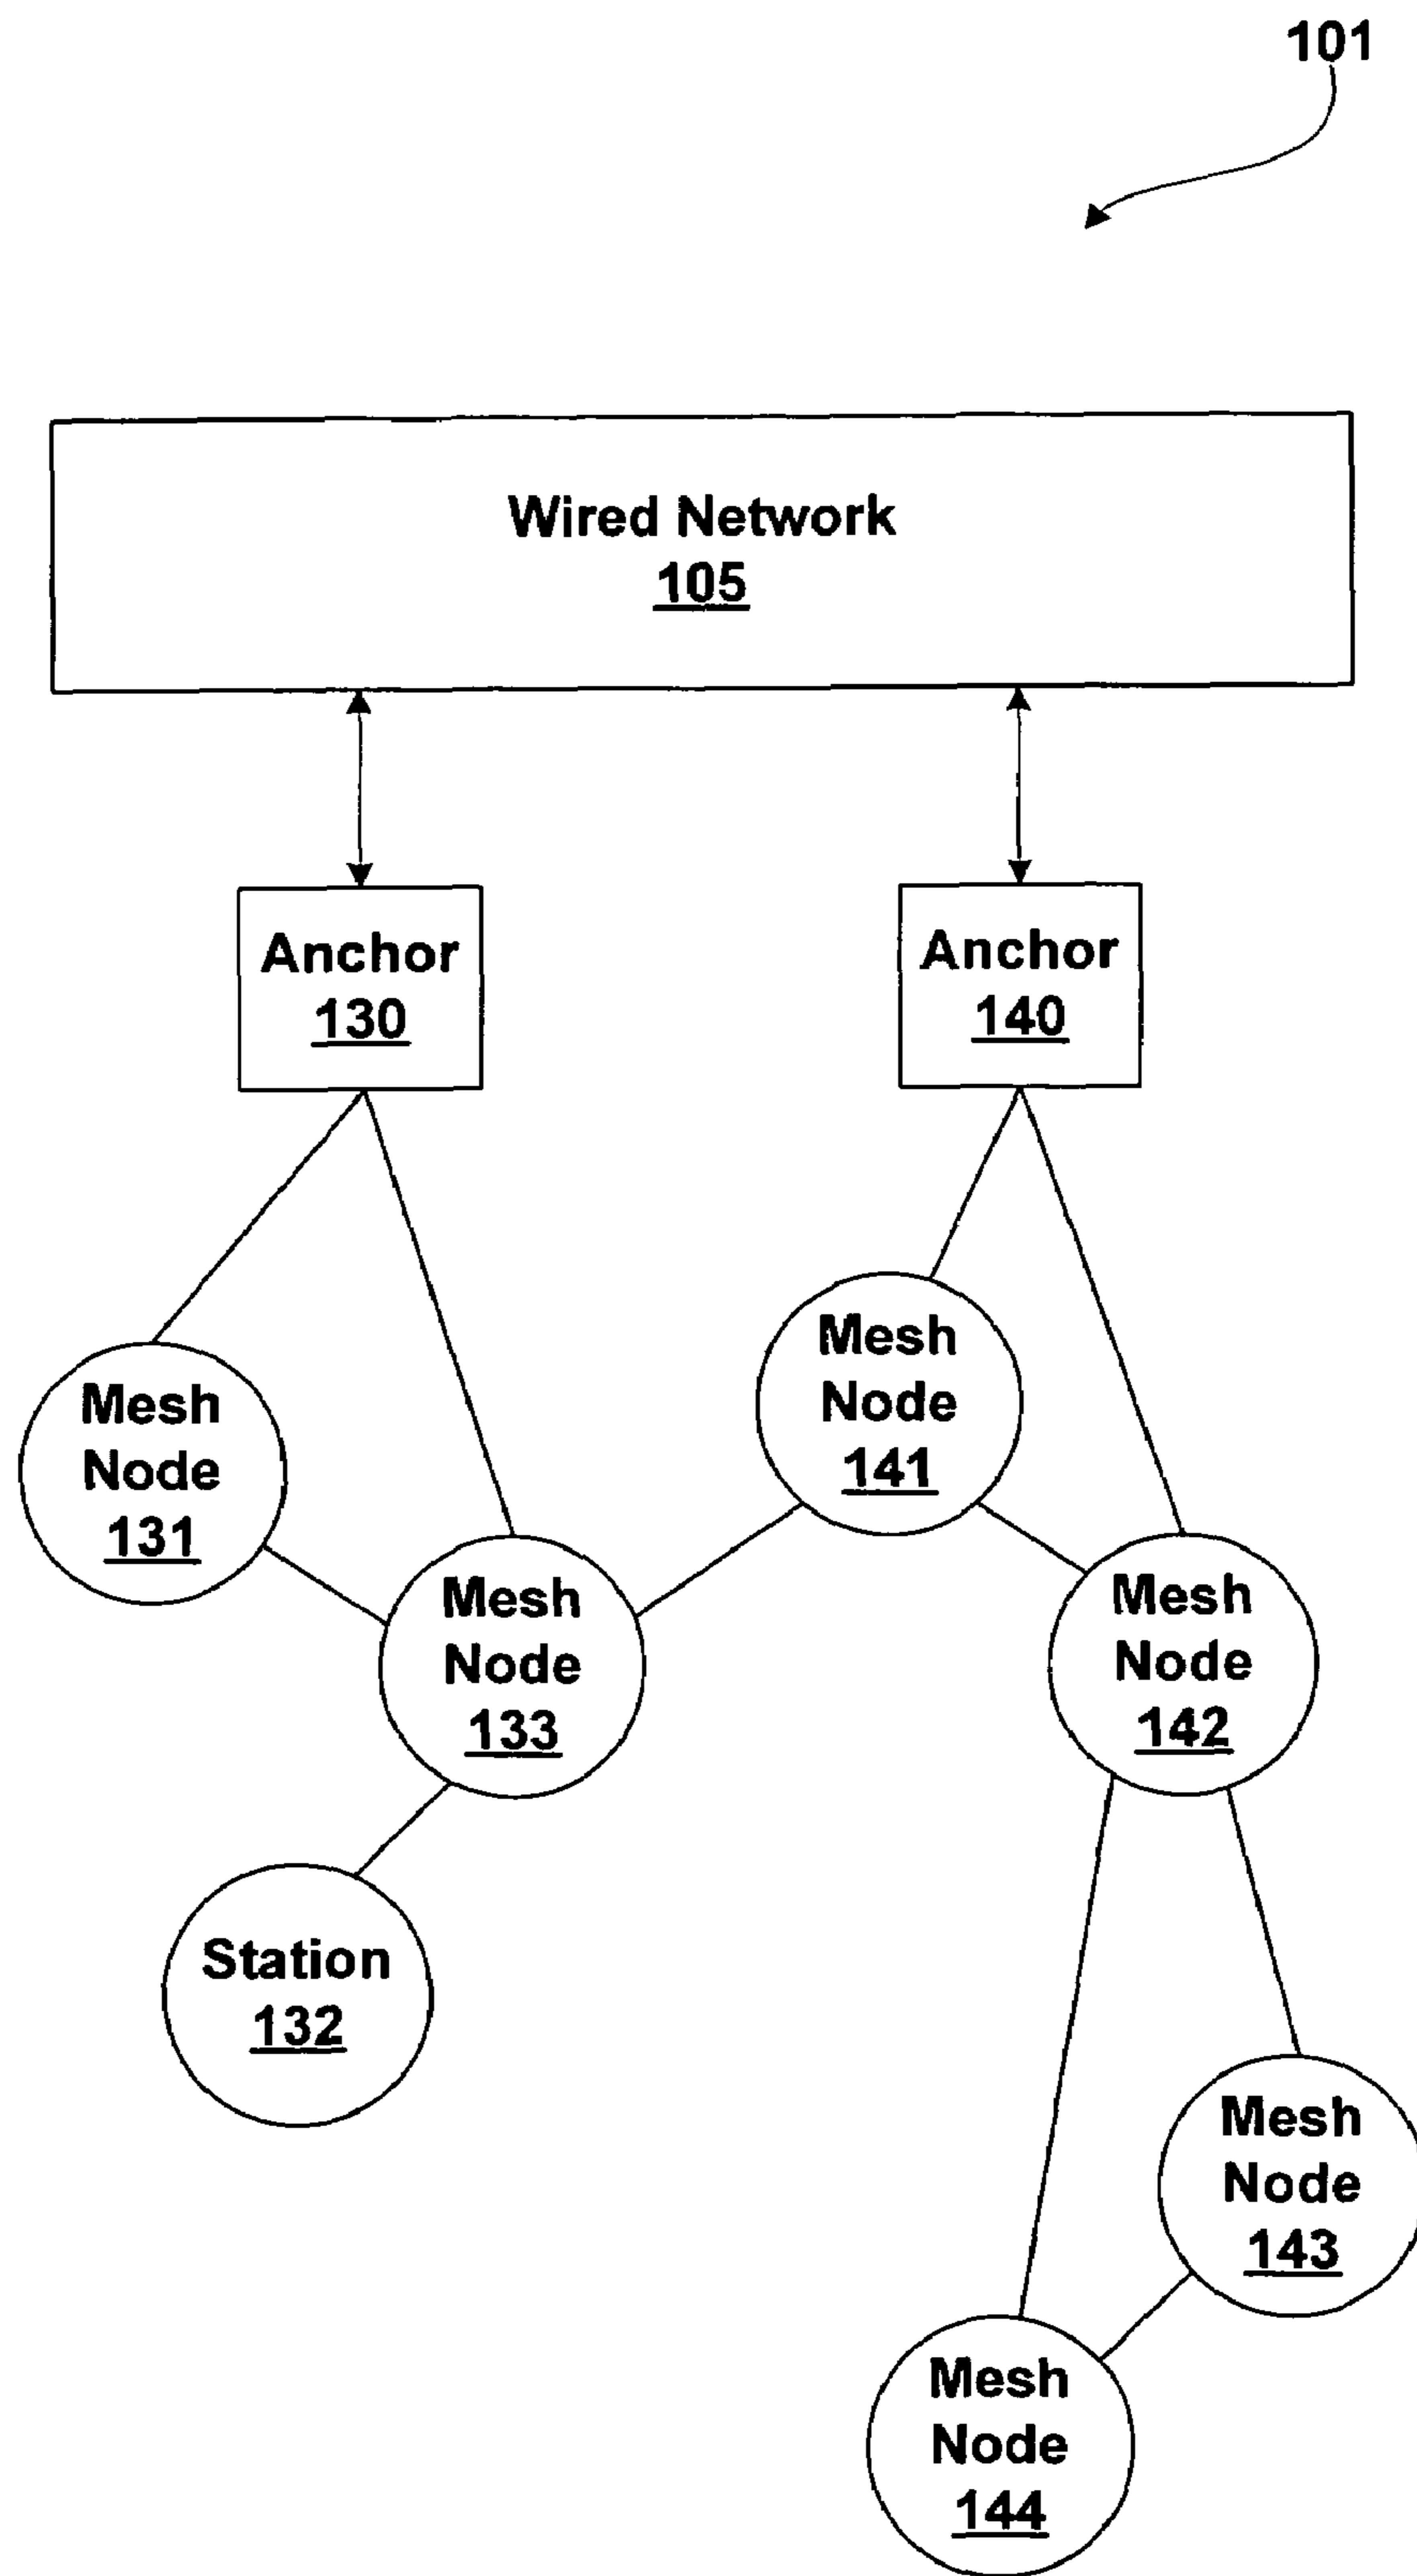 101
Wired Network
105
Anchor
130
Anchor
140
Mesh
Node
131
Mesh
Node
133
Mesh
Node
141
Mesh
Node
142
Station
132
Mesh
Node
143
Mesh
Node
144